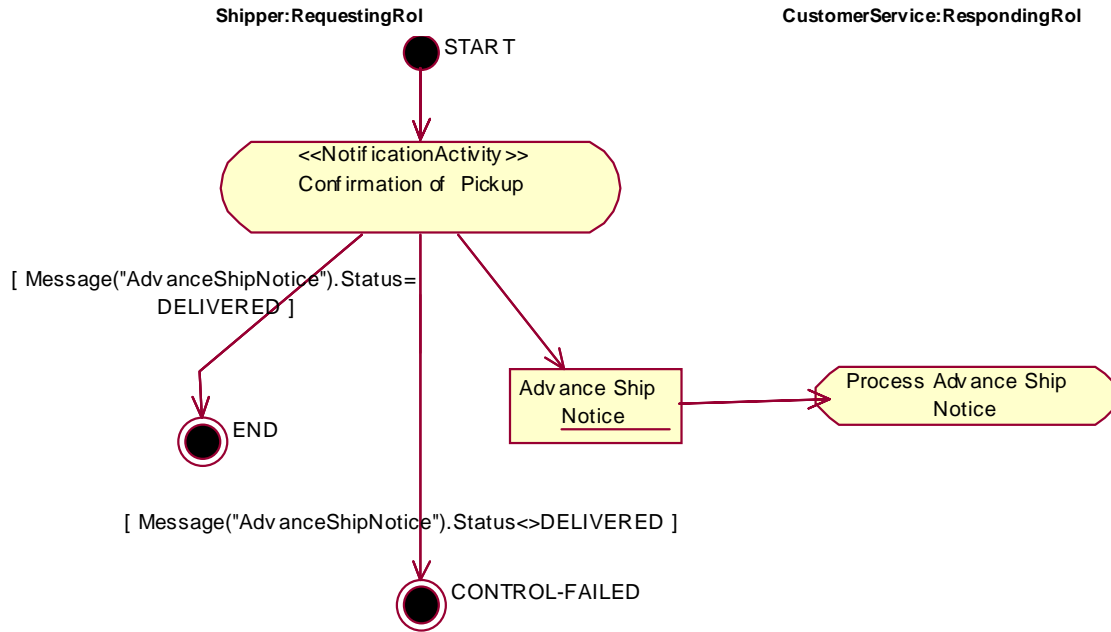 Shipper:RequestingRol
CustomerService:RespondingRol
START
<<NotificationActivity>>
Confirmation of Pickup
[ Message("AdvanceShipNotice").Status=
DELIVERED ]
Advance Ship
Notice
Process Advance Ship
Notice
END
[ Message("AdvanceShipNotice").Status<>DELIVERED ]
CONTROL-FAILED